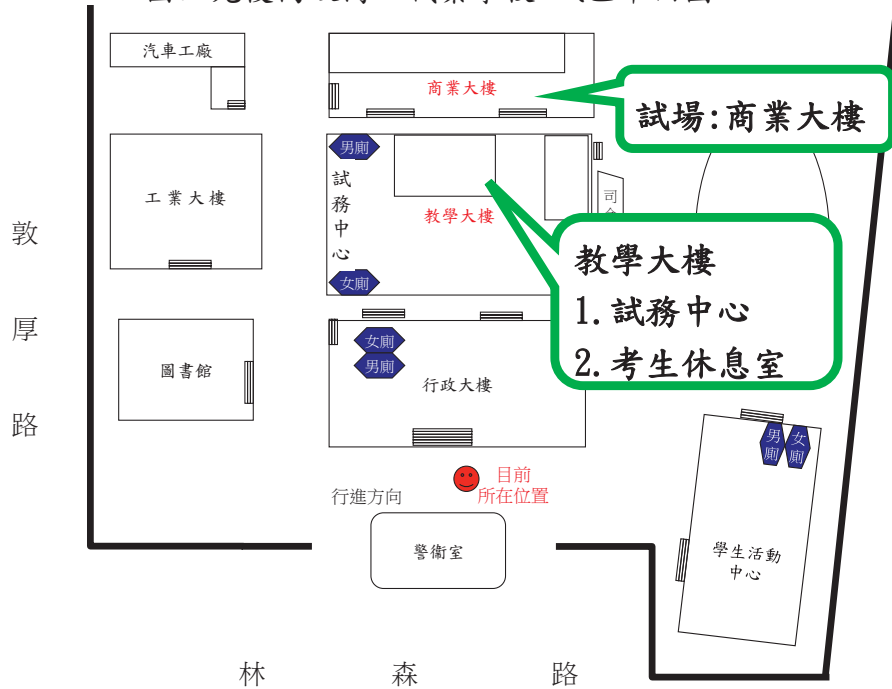 汽車工廠
商業大樓
試場:商業大樓
男廁
試務中心
工業大樓
教學大樓
司
女廁
教學大樓
1.試務中心
2.考生休息室
敦厚路
女廁
男廁
圖書館
行政大樓
男廁
女廁
目前
所在位置
行進方向
警衛室
學生活動
中心
林森路